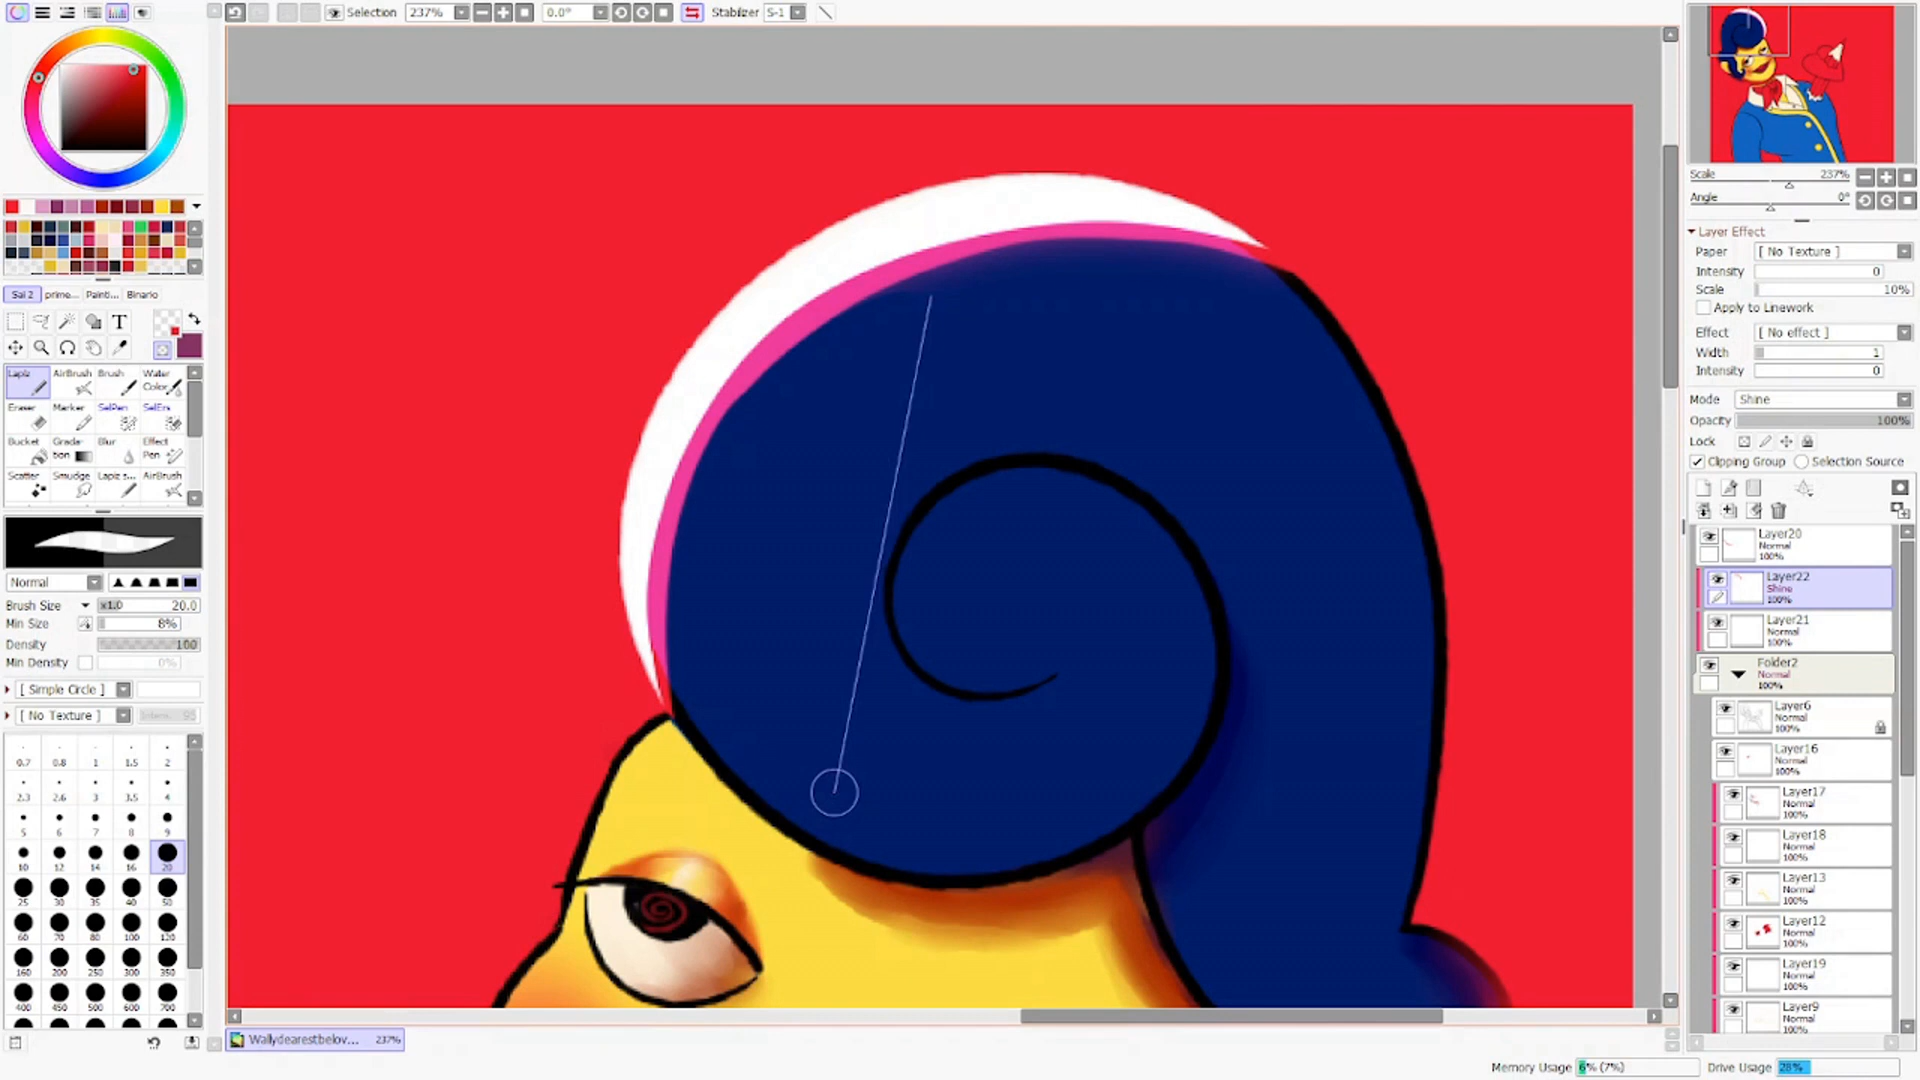 Selection 237% 0.0° Stabilizer S-1
Scale 237%
Angle 0°
Layer Effect
Paper [ No Texture ]
Intensity 0
Scale 10%
Apply to Linework
Effect [ No effect ]
Width 1
Intensity 0
Mode Shine
Opacity 100%
Lock
Clipping Group Selection Source
Layer20
Normal
100%
Layer22
Shine
100%
Layer21
Normal
100%
Folder2
Normal
100%
Layer6
Normal
100%
Layer16
Normal
100%
Layer17
Normal
100%
Layer18
Normal
100%
Layer13
Normal
100%
Layer12
Normal
100%
Layer19
Normal
100%
Layer9
Normal
100%
Sai 2 prime... Painti... Binario
T
Lapiz AirBrush Brush Water Color
Eraser Marker SelPen SelErs
Bucket Gradation Blur Effect Pen
Scatter Smudge Lapiz s... AirBrush
Normal
Brush Size x1.0 20.0
Min Size 8%
Density 100
Min Density 0%
[ Simple Circle ]
[ No Texture ] 95
0.7 0.8 1 1.5 2
2.3 2.6 3 3.5 4
5 6 7 8 9
10 12 14 16 20
25 30 35 40 50
60 70 80 100 120
160 200 250 300 350
400 450 500 600 700
Wallydearestbelov... 237%
Memory Usage 6% (7%) Drive Usage 28%